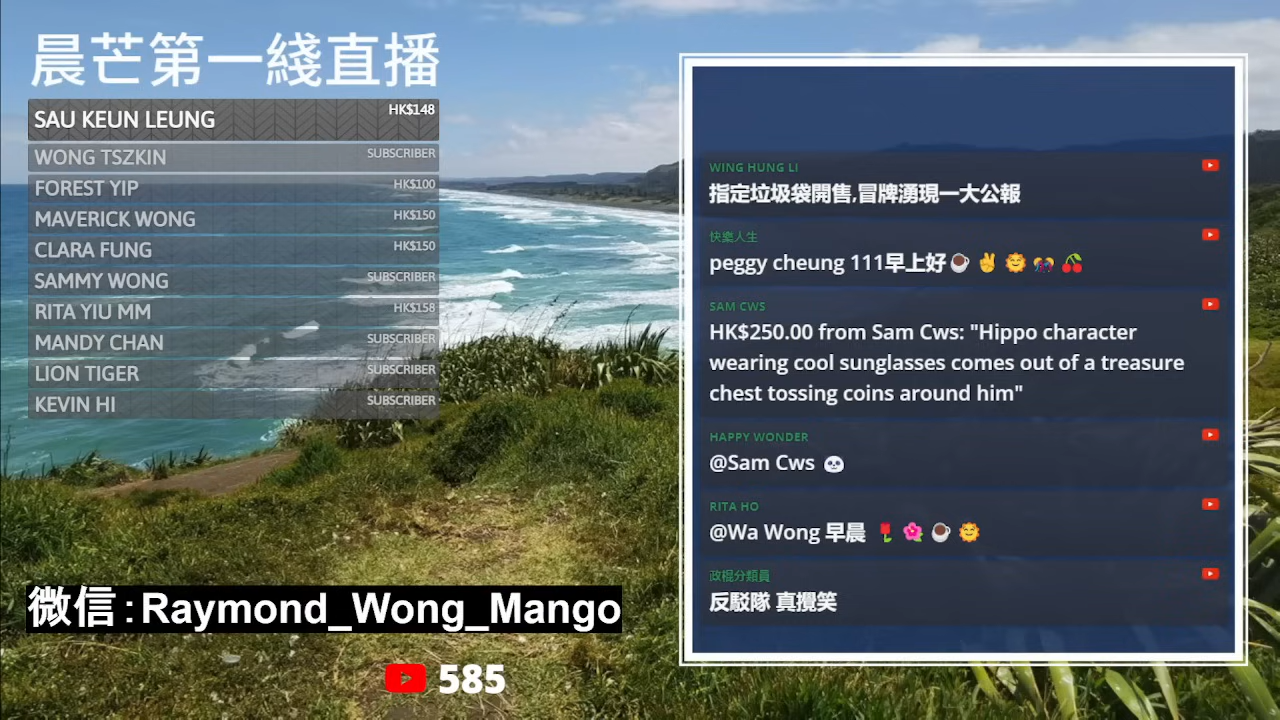 晨芒第一綫直播
SAU KEUN LEUNG HK$148
WONG TSZKIN SUBSCRIBER
FOREST YIP HK$100
MAVERICK WONG HK$150
CLARA FUNG HK$150
SAMMY WONG SUBSCRIBER
RITA YIU MM HK$158
MANDY CHAN SUBSCRIBER
LION TIGER SUBSCRIBER
KEVIN HI SUBSCRIBER
微信:Raymond_Wong_Mango
585
WING HUNG LI
指定垃圾袋開售,冒牌湧現一大公報
快樂人生
peggy cheung 111早上好☕✌🌞🎊🍒
SAM CWS
HK$250.00 from Sam Cws: "Hippo character
wearing cool sunglasses comes out of a treasure
chest tossing coins around him"
HAPPY WONDER
@Sam Cws 🐼
RITA HO
@Wa Wong 早晨 🌷🌺☕🌞
政棍分類員
反駁隊 真攪笑